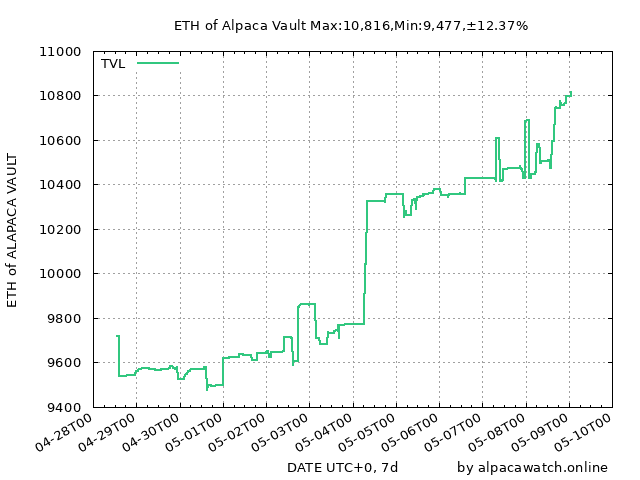 ETH of Alpaca Vault Max:10,816,Min:9,477,±12.37%
11000
TVL
10800
10600
10400
10200
10000
9800
9600
9400
ETH of ALAPACA VAULT
04-28T00 04-29T00 04-30T00 05-01T00 05-02T00 05-03T00 05-04T00 05-05T00 05-06T00 05-07T00 05-08T00 05-09T00 05-10T00
DATE UTC+0, 7d by alpacawatch.online